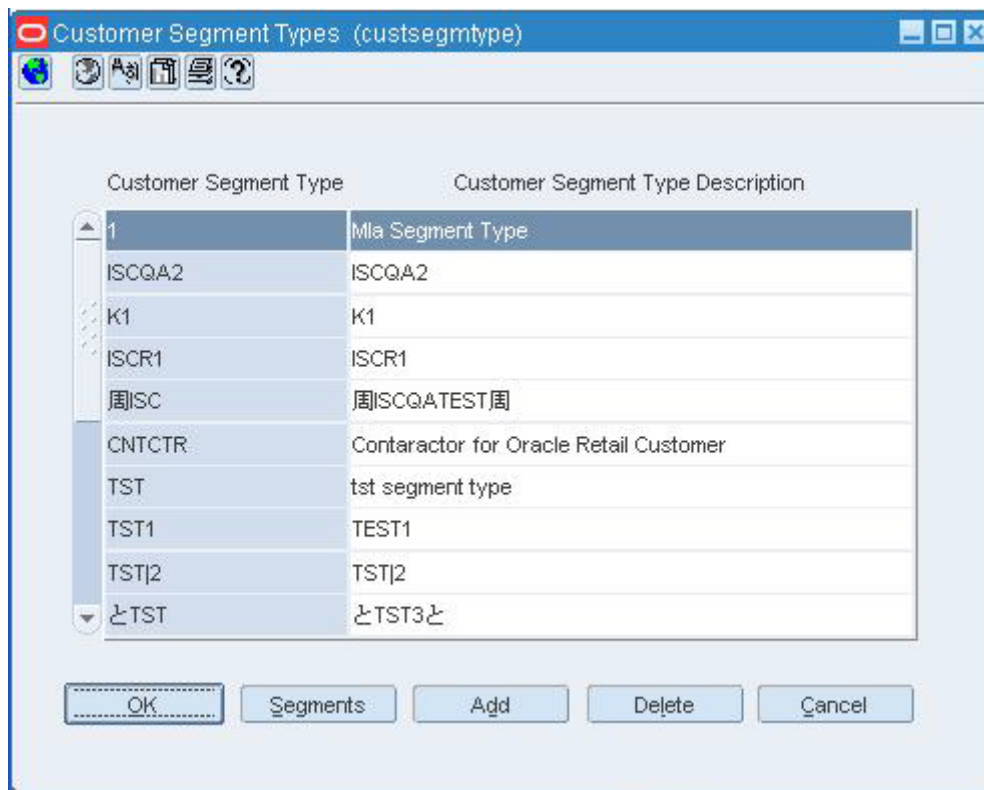 Customer Segment Types (custsegmtype)
Customer Segment Type Customer Segment Type Description
1 Mla Segment Type
ISCQA2 ISCQA2
K1 K1
ISCR1 ISCR1
周ISC 周ISCQATEST周
CNTCTR Contaractor for Oracle Retail Customer
TST tst segment type
TST1 TEST1
TST|2 TST|2
とTST とTST3と
OK Segments Add Delete Cancel